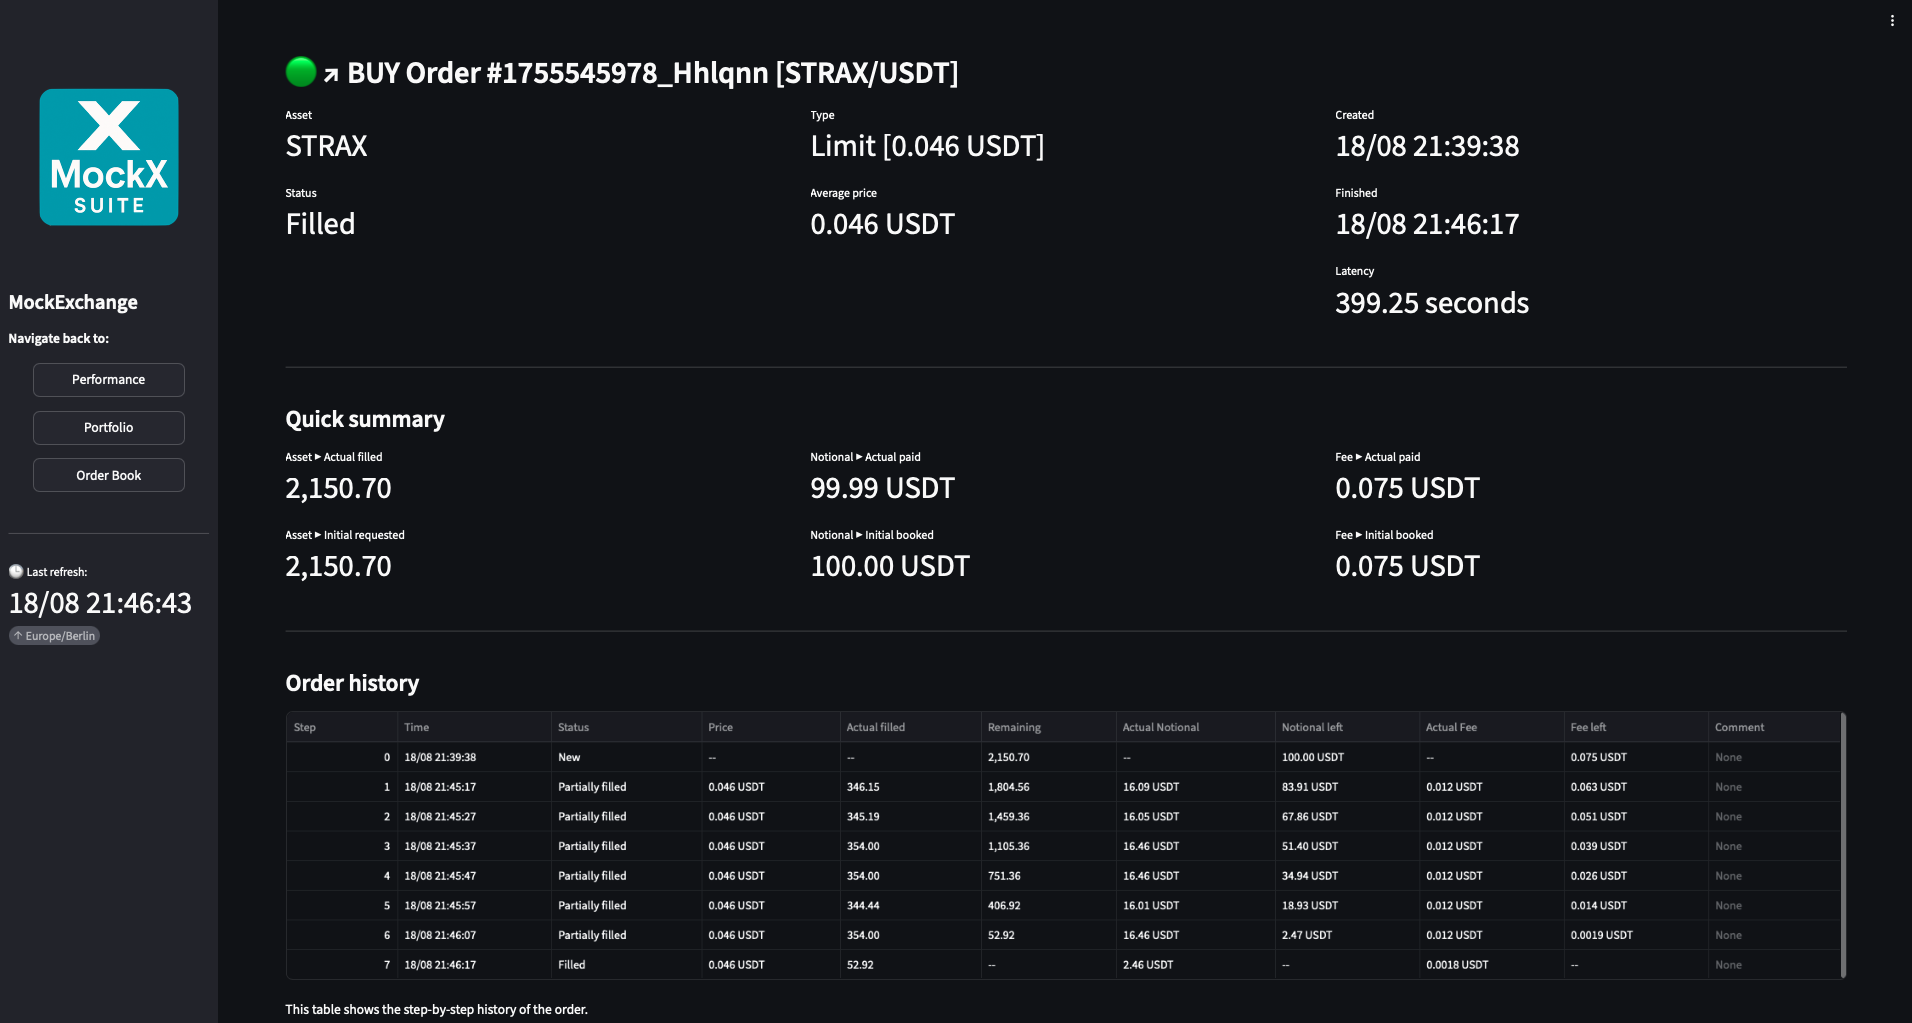 MockX
SUITE
MockExchange
Navigate back to:
Performance
Portfolio
Order Book
Last refresh:
18/08 21:46:43
↑ Europe/Berlin
↗ BUY Order #1755545978_Hhlqnn [STRAX/USDT]
Asset Type Created
STRAX Limit [0.046 USDT] 18/08 21:39:38
Status Average price Finished
Filled 0.046 USDT 18/08 21:46:17
Latency
399.25 seconds
Quick summary
Asset ▸ Actual filled Notional ▸ Actual paid Fee ▸ Actual paid
2,150.70 99.99 USDT 0.075 USDT
Asset ▸ Initial requested Notional ▸ Initial booked Fee ▸ Initial booked
2,150.70 100.00 USDT 0.075 USDT
Order history
Step Time Status Price Actual filled Remaining Actual Notional Notional left Actual Fee Fee left Comment
0 18/08 21:39:38 New -- -- 2,150.70 -- 100.00 USDT -- 0.075 USDT None
1 18/08 21:45:17 Partially filled 0.046 USDT 346.15 1,804.56 16.09 USDT 83.91 USDT 0.012 USDT 0.063 USDT None
2 18/08 21:45:27 Partially filled 0.046 USDT 345.19 1,459.36 16.05 USDT 67.86 USDT 0.012 USDT 0.051 USDT None
3 18/08 21:45:37 Partially filled 0.046 USDT 354.00 1,105.36 16.46 USDT 51.40 USDT 0.012 USDT 0.039 USDT None
4 18/08 21:45:47 Partially filled 0.046 USDT 354.00 751.36 16.46 USDT 34.94 USDT 0.012 USDT 0.026 USDT None
5 18/08 21:45:57 Partially filled 0.046 USDT 344.44 406.92 16.01 USDT 18.93 USDT 0.012 USDT 0.014 USDT None
6 18/08 21:46:07 Partially filled 0.046 USDT 354.00 52.92 16.46 USDT 2.47 USDT 0.012 USDT 0.0019 USDT None
7 18/08 21:46:17 Filled 0.046 USDT 52.92 -- 2.46 USDT -- 0.0018 USDT -- None
This table shows the step-by-step history of the order.